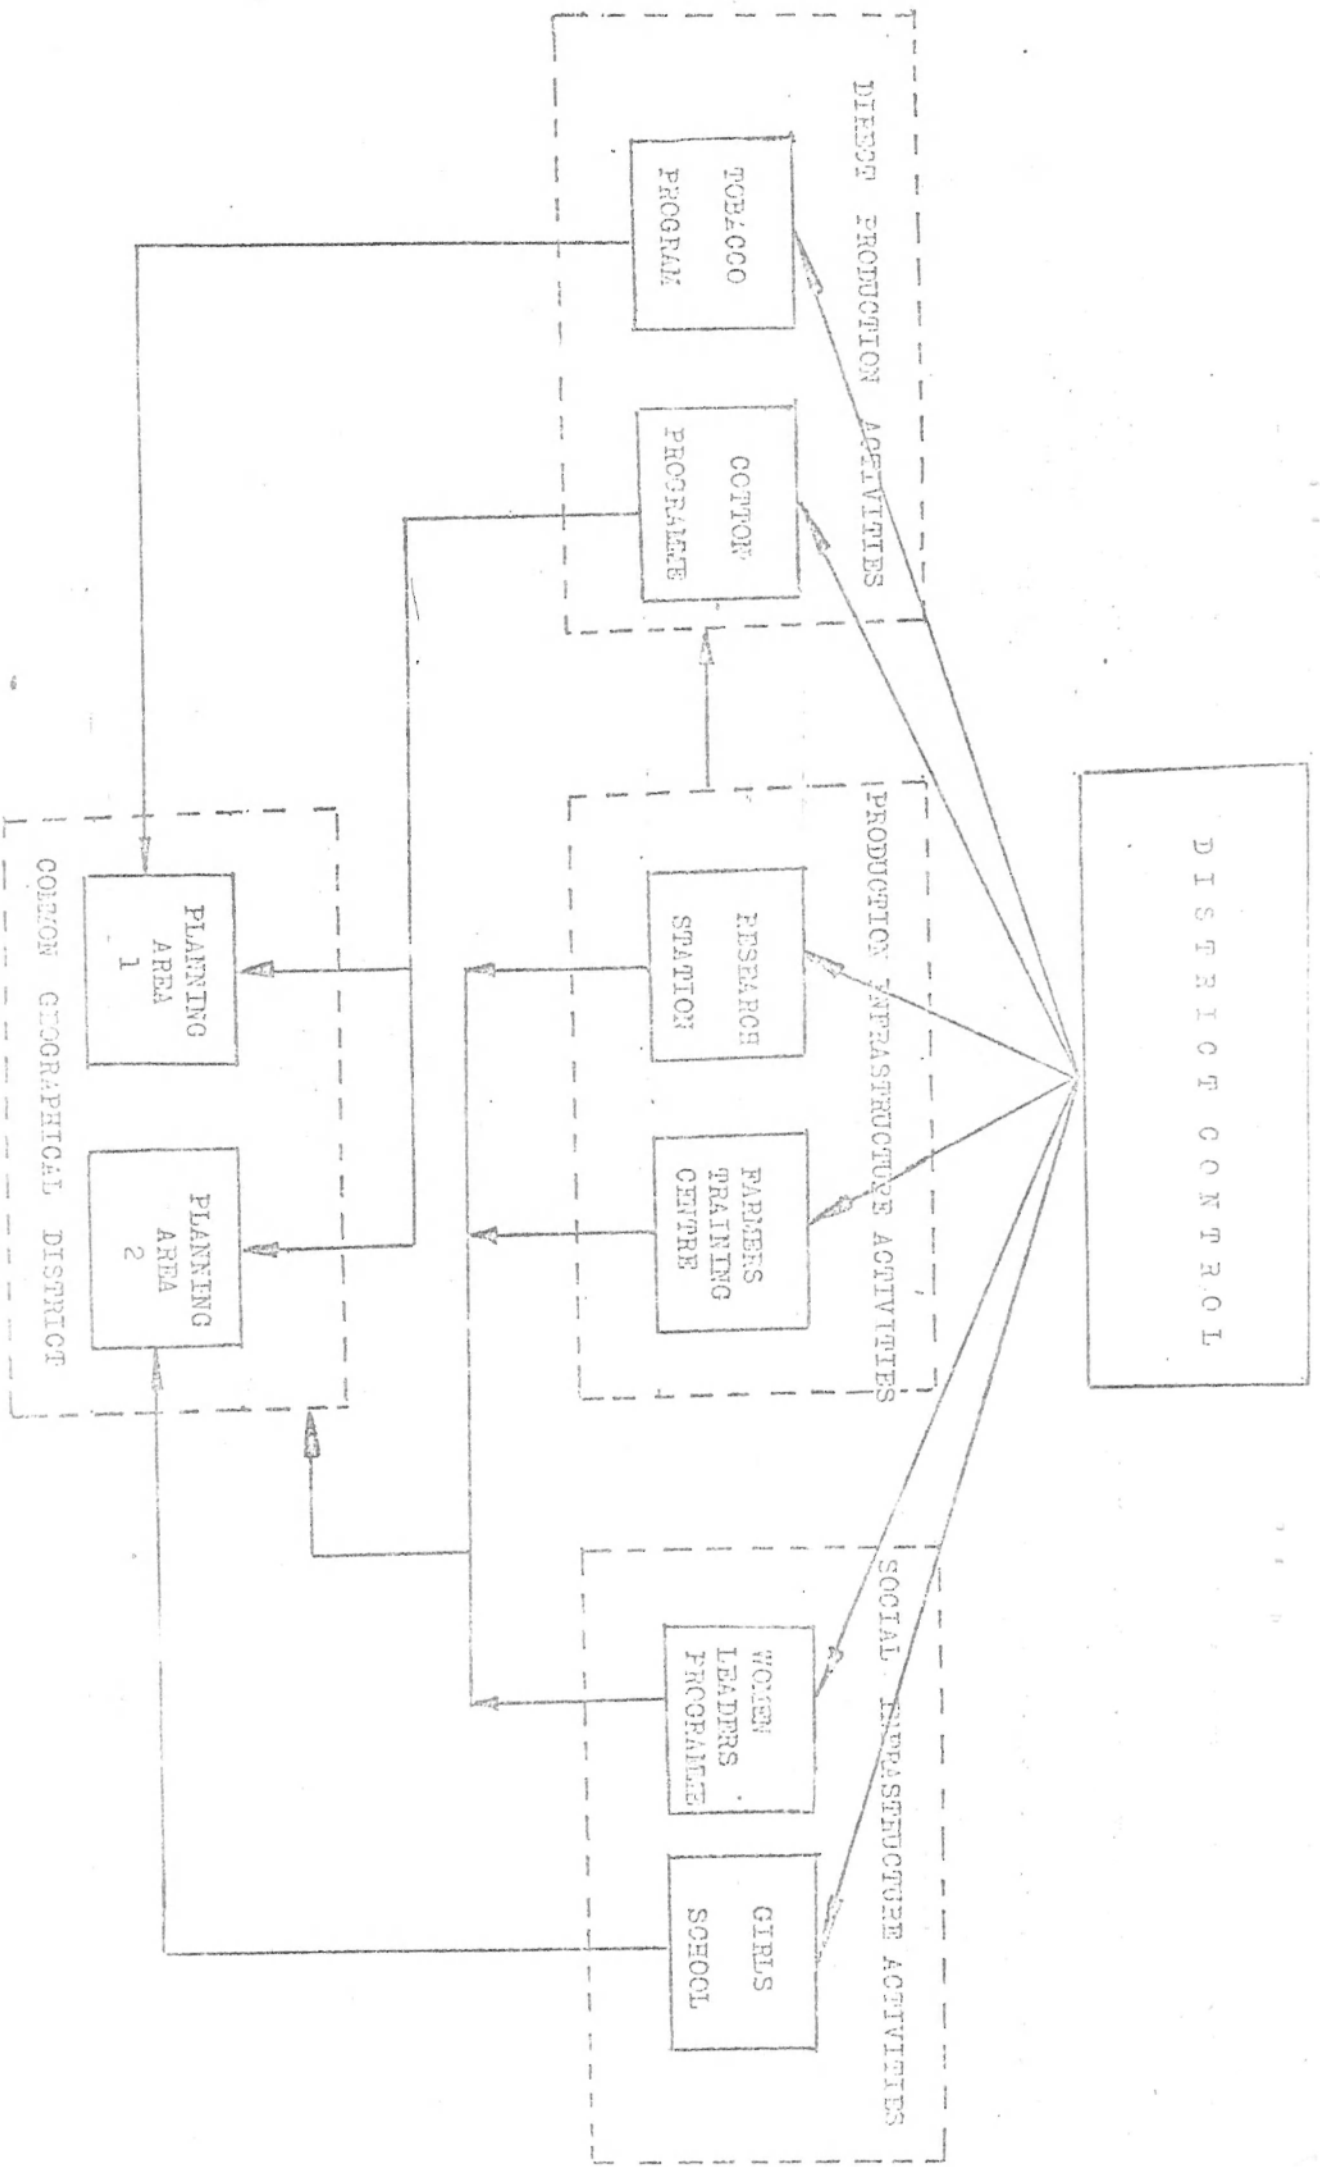 DISTRICT CONTROL
DIRECT PRODUCTION ACTIVITIES
TOBACCO
PROGRAM
COTTON
PROGRAMME
PRODUCTION INFRASTRUCTURE ACTIVITIES
RESEARCH
STATION
FARMERS
TRAINING
CENTRE
SOCIAL INFRASTRUCTURE ACTIVITIES
WOMEN
LEADERS
PROGRAMME
GIRLS
SCHOOL
PLANNING
AREA
1
PLANNING
AREA
2
COMMON GEOGRAPHICAL DISTRICT